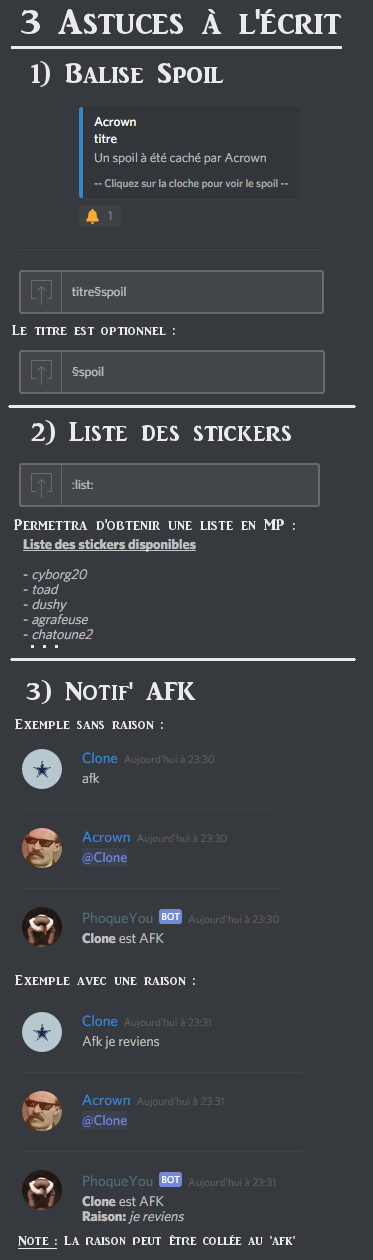 3 Astuces à l'écrit
1) Balise Spoil
Acrown
titre
Un spoil à été caché par Acrown
-- Cliquez sur la cloche pour voir le spoil --
1
titre§spoil
Le titre est optionnel :
§spoil
2) Liste des stickers
:list:
Permettra d'obtenir une liste en MP :
Liste des stickers disponibles
- cyborg20
- toad
- dushy
- agrafeuse
- chatoune2
...
3) Notif' AFK
Exemple sans raison :
Clone Aujourd'hui à 23:30
afk
Acrown Aujourd'hui à 23:30
@Clone
PhoqueYou BOT Aujourd'hui à 23:30
Clone est AFK
Exemple avec une raison :
Clone Aujourd'hui à 23:31
Afk je reviens
Acrown Aujourd'hui à 23:31
@Clone
PhoqueYou BOT Aujourd'hui à 23:31
Clone est AFK
Raison: je reviens
Note : La raison peut être collée au 'afk'